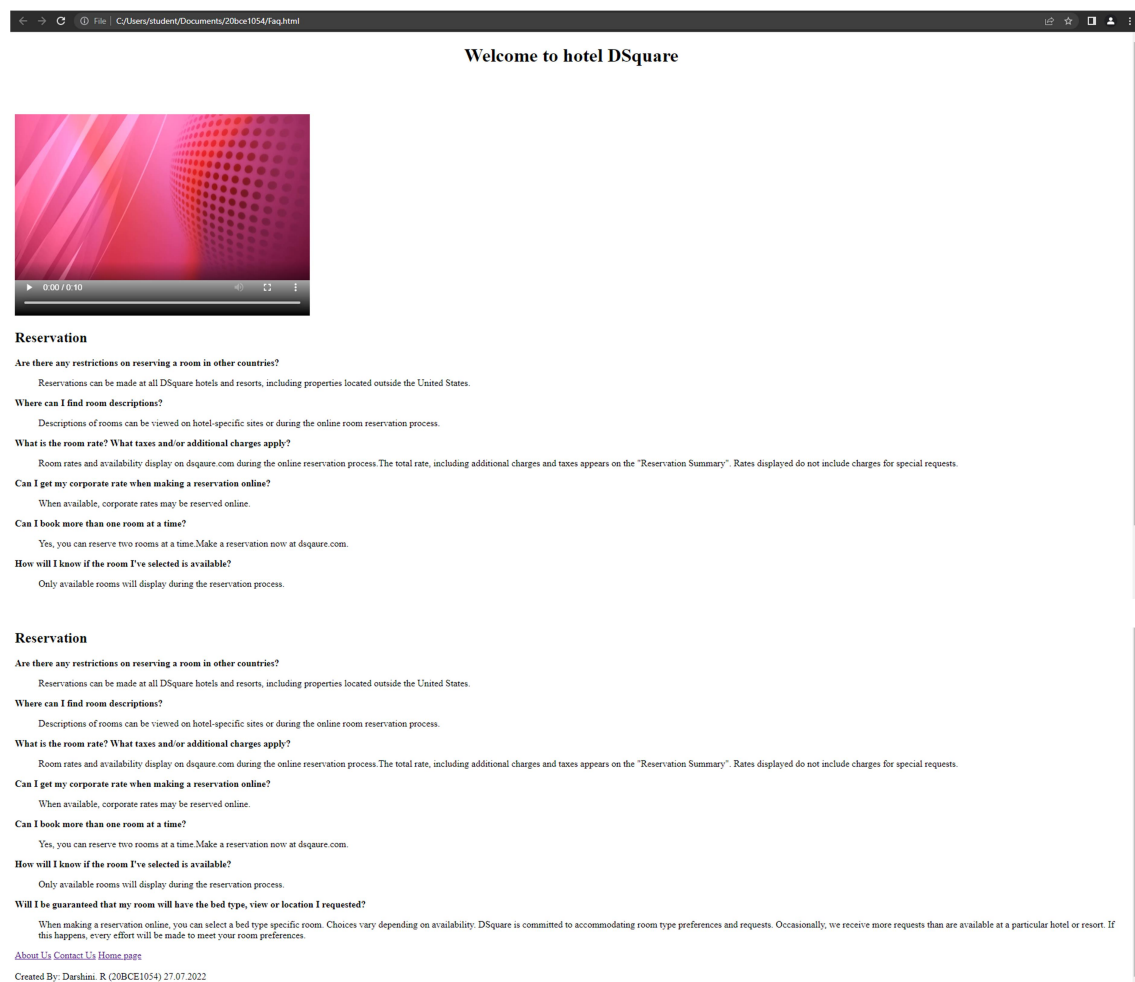 File | C:/Users/student/Documents/20bce1054/Faq.html
Welcome to hotel DSquare
0:00 / 0:10
Reservation
Are there any restrictions on reserving a room in other countries?
Reservations can be made at all DSquare hotels and resorts, including properties located outside the United States.
Where can I find room descriptions?
Descriptions of rooms can be viewed on hotel-specific sites or during the online room reservation process.
What is the room rate? What taxes and/or additional charges apply?
Room rates and availability display on dsqaure.com during the online reservation process.The total rate, including additional charges and taxes appears on the "Reservation Summary". Rates displayed do not include charges for special requests.
Can I get my corporate rate when making a reservation online?
When available, corporate rates may be reserved online.
Can I book more than one room at a time?
Yes, you can reserve two rooms at a time.Make a reservation now at dsqaure.com.
How will I know if the room I've selected is available?
Only available rooms will display during the reservation process.
Reservation
Are there any restrictions on reserving a room in other countries?
Reservations can be made at all DSquare hotels and resorts, including properties located outside the United States.
Where can I find room descriptions?
Descriptions of rooms can be viewed on hotel-specific sites or during the online room reservation process.
What is the room rate? What taxes and/or additional charges apply?
Room rates and availability display on dsqaure.com during the online reservation process.The total rate, including additional charges and taxes appears on the "Reservation Summary". Rates displayed do not include charges for special requests.
Can I get my corporate rate when making a reservation online?
When available, corporate rates may be reserved online.
Can I book more than one room at a time?
Yes, you can reserve two rooms at a time.Make a reservation now at dsqaure.com.
How will I know if the room I've selected is available?
Only available rooms will display during the reservation process.
Will I be guaranteed that my room will have the bed type, view or location I requested?
When making a reservation online, you can select a bed type specific room. Choices vary depending on availability. DSquare is committed to accommodating room type preferences and requests. Occasionally, we receive more requests than are available at a particular hotel or resort. If
this happens, every effort will be made to meet your room preferences.
About Us Contact Us Home page
Created By: Darshini. R (20BCE1054) 27.07.2022